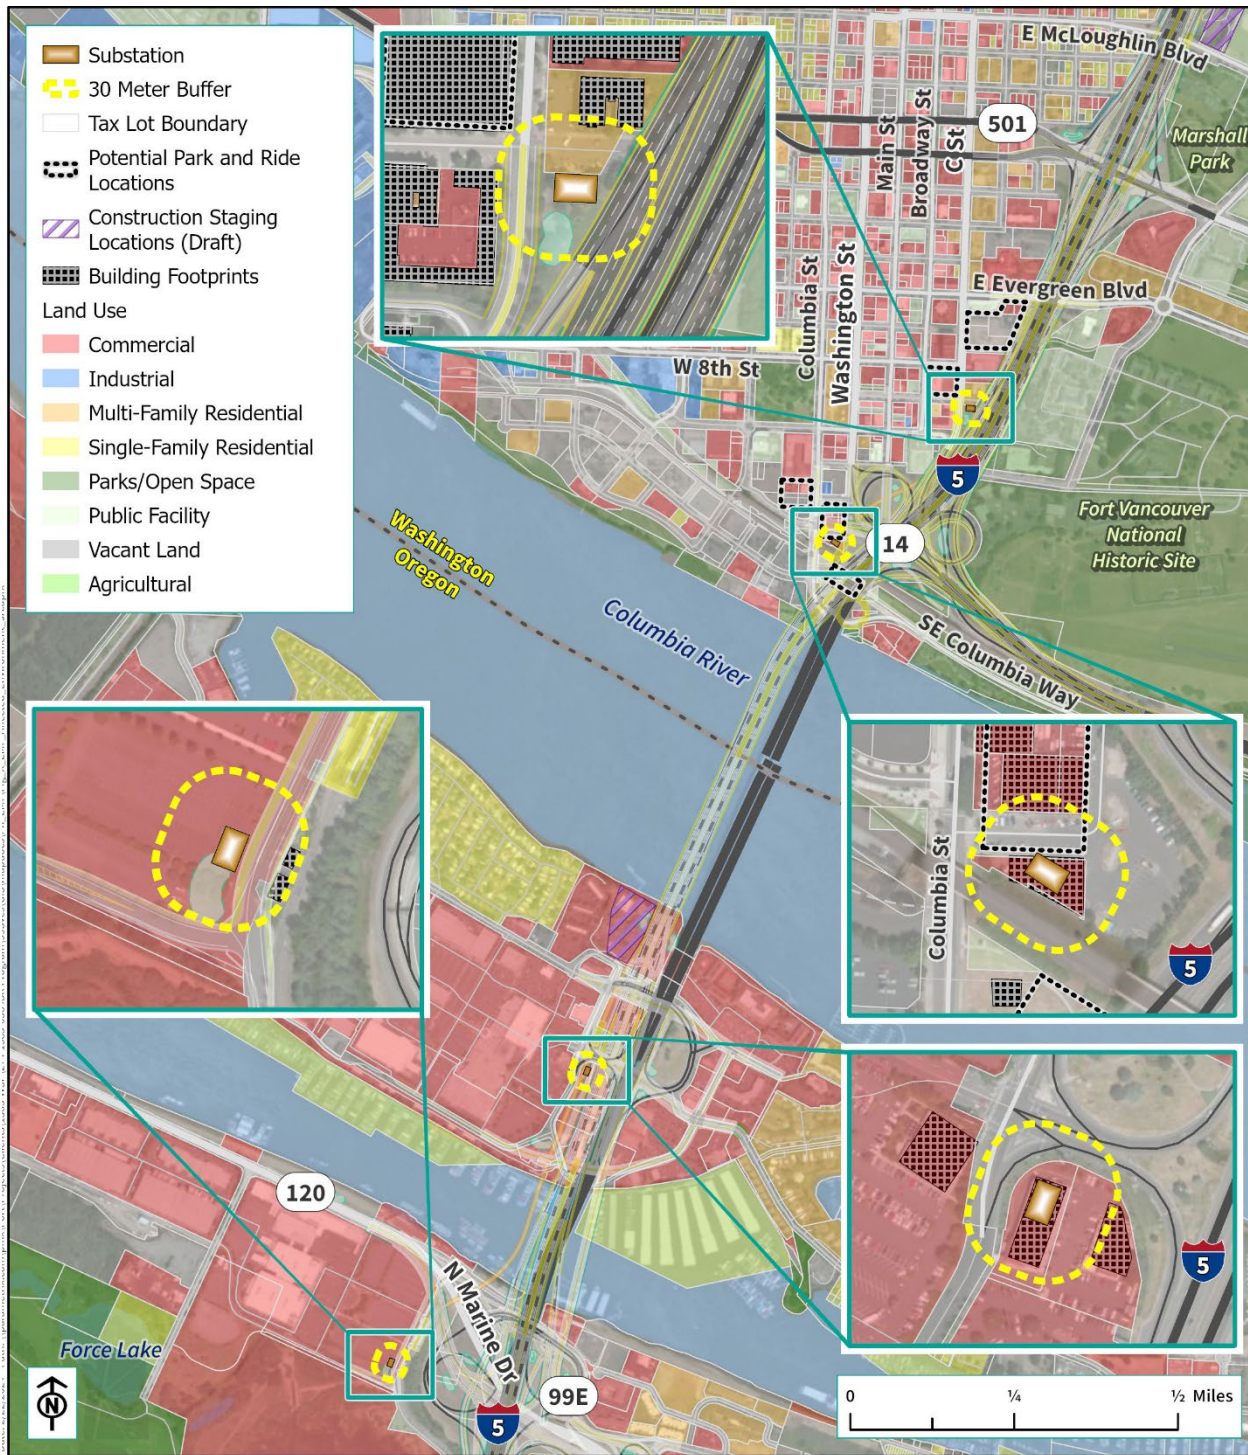 Substation
30 Meter Buffer
Tax Lot Boundary
Potential Park and Ride
Locations
Construction Staging
Locations (Draft)
Building Footprints
Land Use
Commercial
Industrial
Multi-Family Residential
Single-Family Residential
Parks/Open Space
Public Facility
Vacant Land
Agricultural
E McLoughlin Blvd
501
Marshall
Park
Main St
Broadway St
C St
E Evergreen Blvd
Columbia St
Washington St
W 8th St
5
Fort Vancouver
National
Historic Site
14
Washington
Oregon
Columbia River
SE Columbia Way
Columbia St
5
5
120
N Marine Dr
Force Lake
99E
5
N
0 ¼ ½ Miles